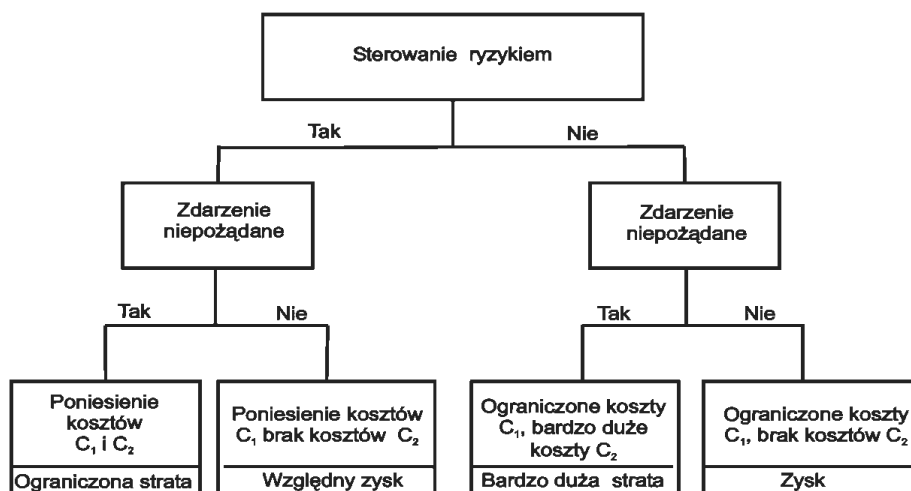 Sterowanie ryzykiem
Tak
Nie
Zdarzenie
niepożądane
Zdarzenie
niepożądane
Tak
Nie
Tak
Nie
Poniesienie
kosztów
C₁ i C₂
Ograniczona strata
Poniesienie kosztów
C₁ brak kosztów C₂
Względny zysk
Ograniczone koszty
C₁, bardzo duże
koszty C₂
Bardzo duża strata
Ograniczone koszty
C₁, brak kosztów C₂
Zysk